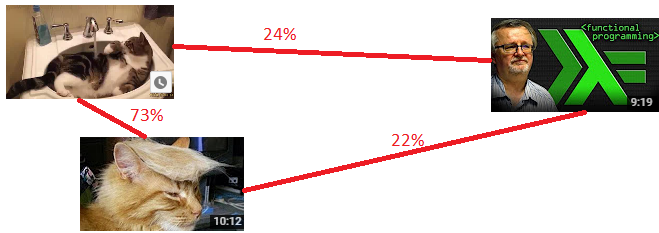 24%
<functional
programming>
9:19
73%
22%
10:12